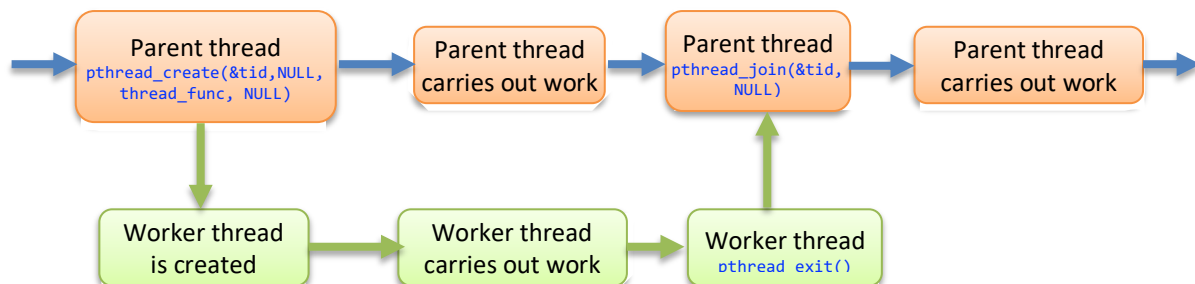 Parent thread
pthread_create(&tid,NULL,
thread_func, NULL)
Parent thread
carries out work
Parent thread
pthread_join(&tid,
NULL)
Parent thread
carries out work
Worker thread
is created
Worker thread
carries out work
Worker thread
pthread_exit()